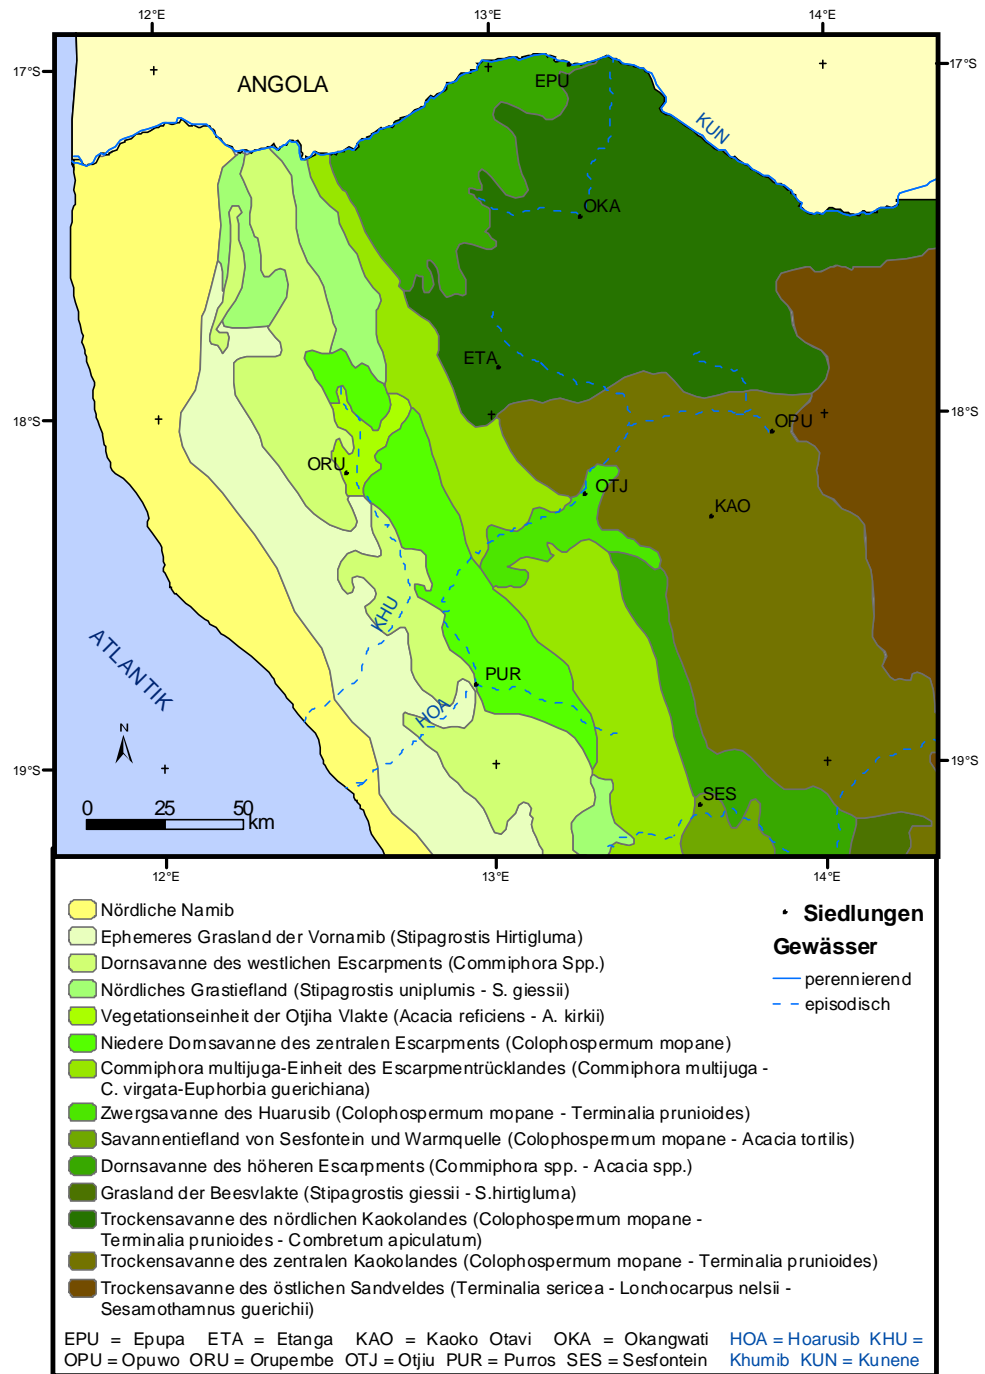 12°E 13°E 14°E
17°S 17°S
ANGOLA
EPU
KUN
OKA
ETA
18°S 18°S
OPU
ORU
OTJ
KAO
KHU
ATLANTIK
PUR
HOA
N
19°S 19°S
SES
0 25 50 km
12°E 13°E 14°E
Nördliche Namib
Ephemeres Grasland der Vornamib (Stipagrostis Hirtigluma)
Dornsavanne des westlichen Escarpments (Commiphora Spp.)
Nördliches Grastiefland (Stipagrostis uniplumis - S. giessii)
Vegetationseinheit der Otjiha Vlakte (Acacia reficiens - A. kirkii)
Niedere Dornsavanne des zentralen Escarpments (Colophospermum mopane)
Commiphora multijuga-Einheit des Escarpmentrücklandes (Commiphora multijuga -
C. virgata-Euphorbia guerichiana)
Zwergsavanne des Huarusib (Colophospermum mopane - Terminalia prunioides)
Savannentiefland von Sesfontein und Warmquelle (Colophospermum mopane - Acacia tortilis)
Dornsavanne des höheren Escarpments (Commiphora spp. - Acacia spp.)
Grasland der Beesvlakte (Stipagrostis giessii - S.hirtigluma)
Trockensavanne des nördlichen Kaokolandes (Colophospermum mopane -
Terminalia prunioides - Combretum apiculatum)
Trockensavanne des zentralen Kaokolandes (Colophospermum mopane - Terminalia prunioides)
Trockensavanne des östlichen Sandveldes (Terminalia sericea - Lonchocarpus nelsii -
Sesamothamnus guerichii)
Siedlungen
Gewässer
perennierend
episodisch
EPU = Epupa ETA = Etanga KAO = Kaoko Otavi OKA = Okangwati HOA = Hoarusib KHU =
OPU = Opuwo ORU = Orupembe OTJ = Otjiu PUR = Purros SES = Sesfontein Khumib KUN = Kunene